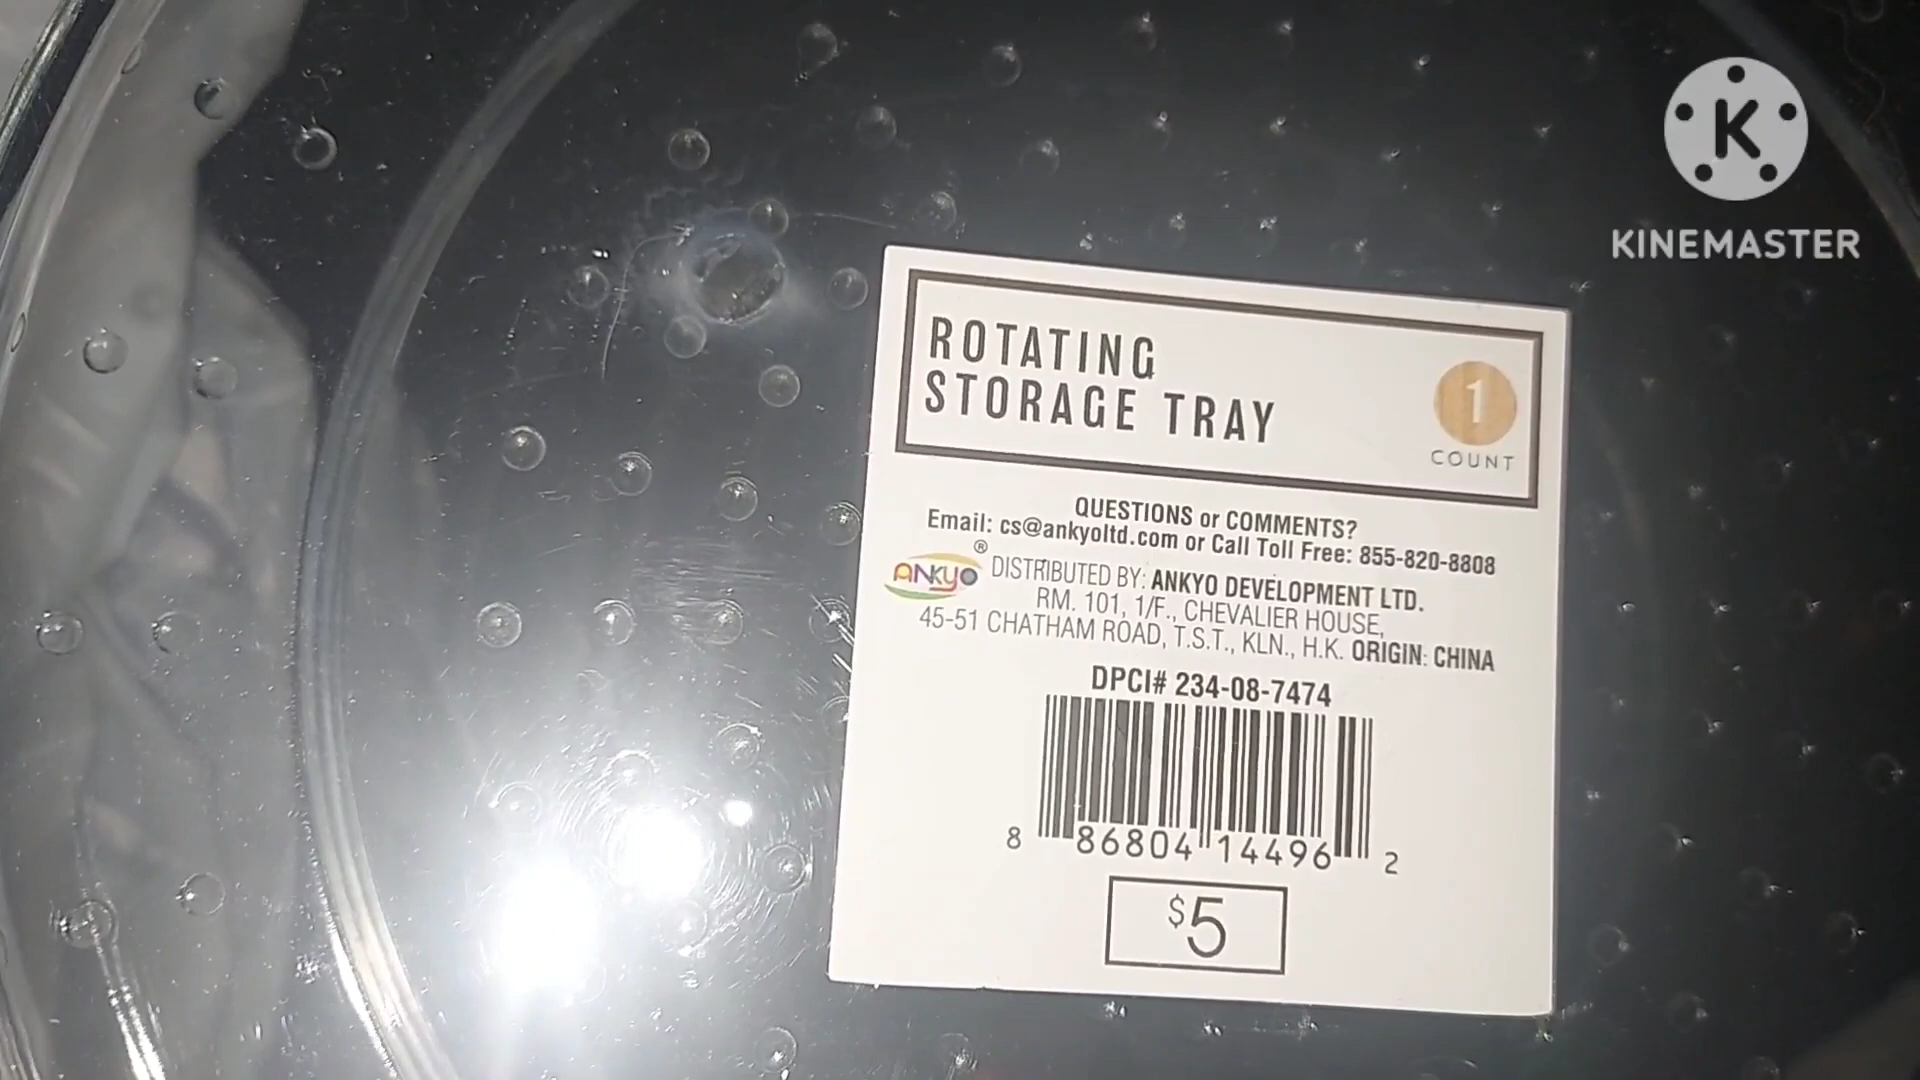 K
KINEMASTER
ROTATING
STORAGE TRAY
1
COUNT
QUESTIONS or COMMENTS?
Email: cs@ankyoltd.com or Call Toll Free: 855-820-8808
ANKYO® DISTRIBUTED BY: ANKYO DEVELOPMENT LTD.
RM. 101, 1/F., CHEVALIER HOUSE,
45-51 CHATHAM ROAD, T.S.T., KLN., H.K. ORIGIN: CHINA
DPCI# 234-08-7474
8 86804 14496 2
$5